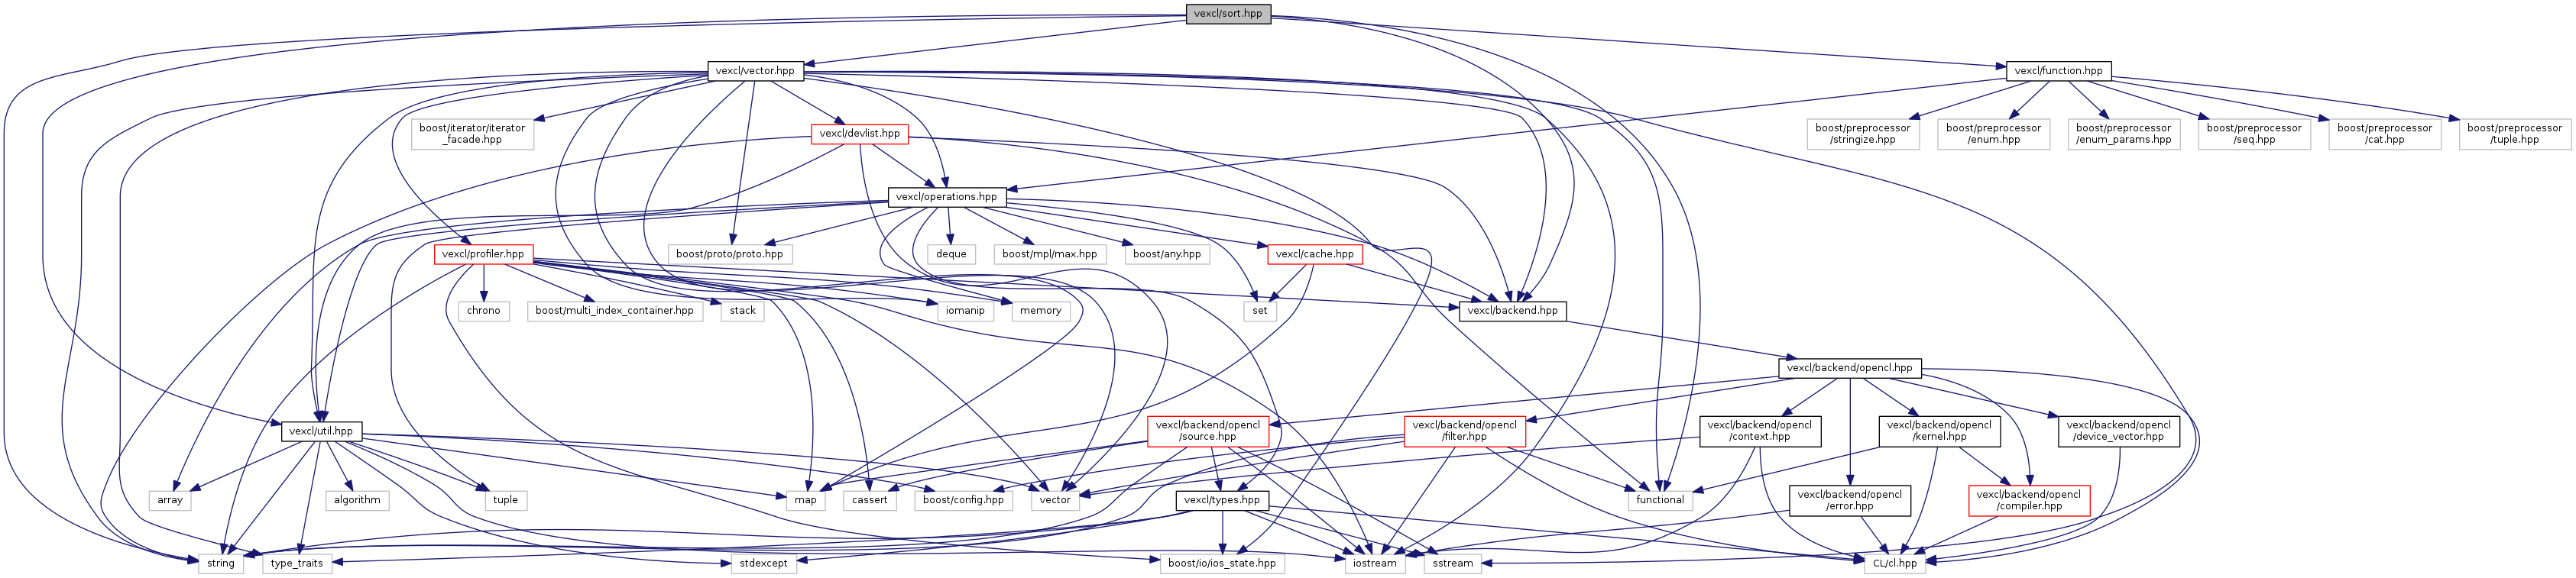 vexcl/sort.hpp
vexcl/vector.hpp
vexcl/function.hpp
boost/iterator/iterator
_facade.hpp
vexcl/devlist.hpp
boost/preprocessor
/stringize.hpp
boost/preprocessor
/enum.hpp
boost/preprocessor
/enum_params.hpp
boost/preprocessor
/seq.hpp
boost/preprocessor
/cat.hpp
boost/preprocessor
/tuple.hpp
vexcl/operations.hpp
vexcl/profiler.hpp
boost/proto/proto.hpp
deque
boost/mpl/max.hpp
boost/any.hpp
vexcl/cache.hpp
chrono
boost/multi_index_container.hpp
stack
iomanip
memory
set
vexcl/backend.hpp
vexcl/backend/opencl.hpp
vexcl/util.hpp
vexcl/backend/opencl
/source.hpp
vexcl/backend/opencl
/filter.hpp
vexcl/backend/opencl
/context.hpp
vexcl/backend/opencl
/kernel.hpp
vexcl/backend/opencl
/device_vector.hpp
array
algorithm
tuple
map
cassert
boost/config.hpp
vector
vexcl/types.hpp
functional
vexcl/backend/opencl
/error.hpp
vexcl/backend/opencl
/compiler.hpp
string
type_traits
stdexcept
boost/io/ios_state.hpp
iostream
sstream
CL/cl.hpp